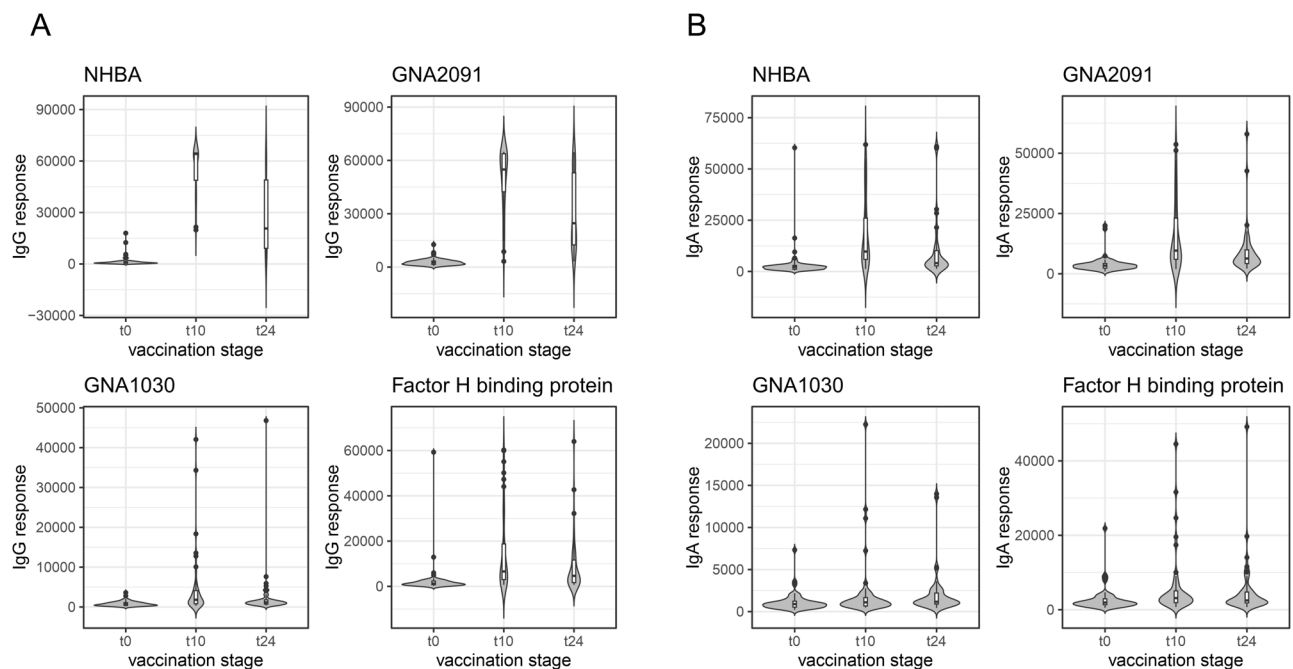 A
B
NHBA
GNA2091
NHBA
GNA2091
IgG response
90000
60000
30000
0
−30000
t0 t10 t24
vaccination stage
IgG response
90000
60000
30000
0
t0 t10 t24
vaccination stage
IgA response
75000
50000
25000
0
t0 t10 t24
vaccination stage
IgA response
50000
25000
0
t0 t10 t24
vaccination stage
GNA1030
Factor H binding protein
GNA1030
Factor H binding protein
IgG response
50000
40000
30000
20000
10000
0
t0 t10 t24
vaccination stage
IgG response
60000
40000
20000
0
t0 t10 t24
vaccination stage
IgA response
20000
15000
10000
5000
0
t0 t10 t24
vaccination stage
IgA response
40000
20000
0
t0 t10 t24
vaccination stage